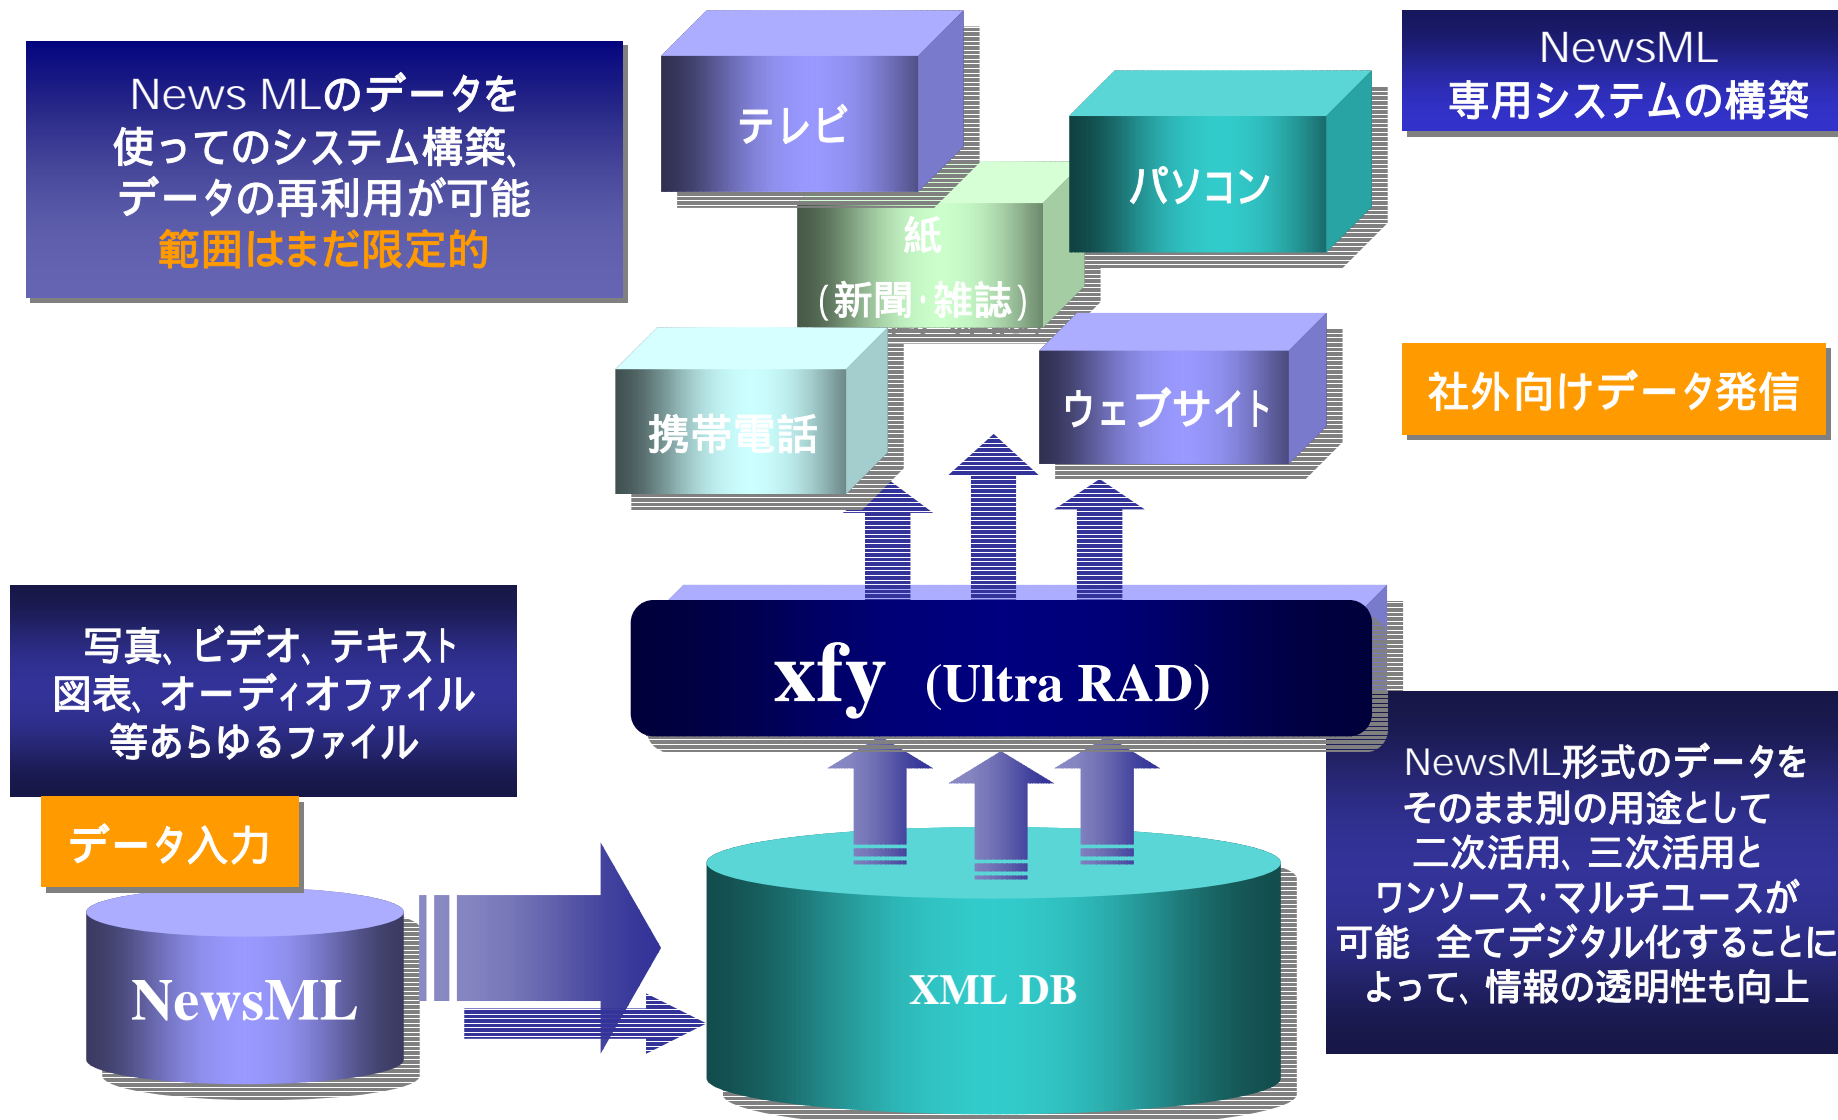 News MLのデータを
使ってのシステム構築、
データの再利用が可能
範囲はまだ限定的
テレビ
パソコン
紙
(新聞・雑誌)
携帯電話
ウェブサイト
NewsML
専用システムの構築
社外向けデータ発信
写真、ビデオ、テキスト
図表、オーディオファイル
等あらゆるファイル
データ入力
NewsML
xfy (Ultra RAD)
XML DB
NewsML形式のデータを
そのまま別の用途として
二次活用、三次活用と
ワンソース・マルチユースが
可能 全てデジタル化することに
よって、情報の透明性も向上